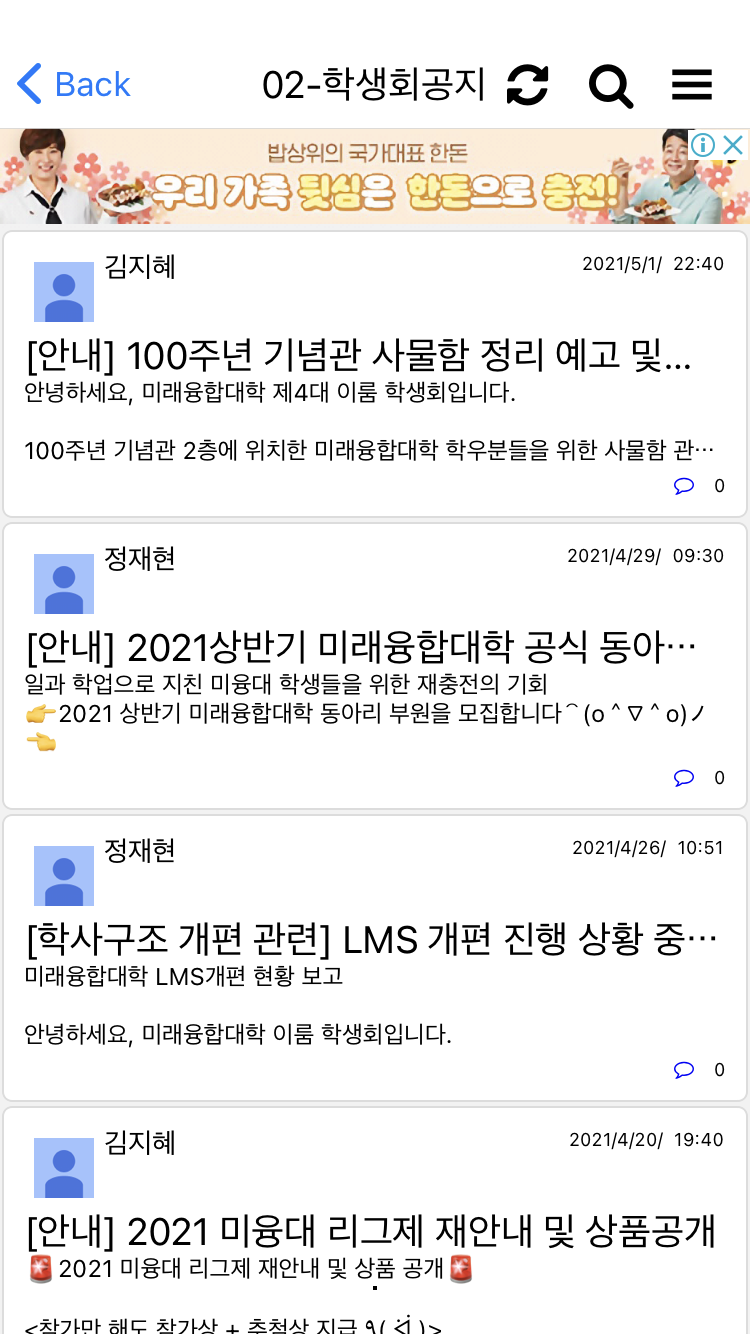 Back
02-학생회공지
밥상위의 국가대표 한돈
우리 가족 뒷심은 한돈으로 충전!
김지혜
2021/5/1/ 22:40
[안내] 100주년 기념관 사물함 정리 예고 및...
안녕하세요, 미래융합대학 제4대 이룸 학생회입니다.
100주년 기념관 2층에 위치한 미래융합대학 학우분들을 위한 사물함 관…
0
정재현
2021/4/29/ 09:30
[안내] 2021상반기 미래융합대학 공식 동아…
일과 학업으로 지친 미융대 학생들을 위한 재충전의 기회
👉2021 상반기 미래융합대학 동아리 부원을 모집합니다⌒(o＾▽＾o)ノ
👈
0
정재현
2021/4/26/ 10:51
[학사구조 개편 관련] LMS 개편 진행 상황 중…
미래융합대학 LMS개편 현황 보고
안녕하세요, 미래융합대학 이룸 학생회입니다.
0
김지혜
2021/4/20/ 19:40
[안내] 2021 미융대 리그제 재안내 및 상품공개
🚨2021 미융대 리그제 재안내 및 상품 공개🚨
<참가만 해도 참가상 + 추첨상 지급